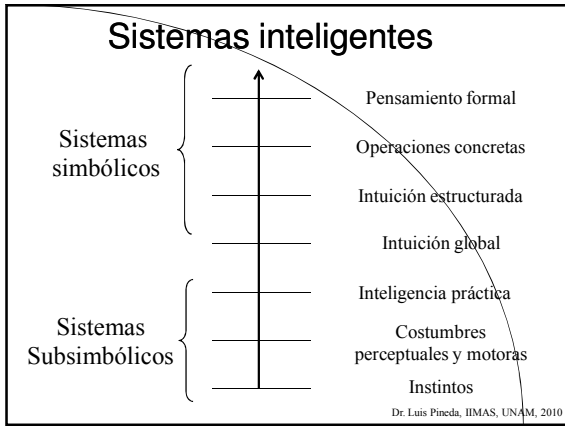 Sistemas inteligentes
Sistemas
simbólicos
Pensamiento formal
Operaciones concretas
Intuición estructurada
Intuición global
Sistemas
Subsimbólicos
Inteligencia práctica
Costumbres
perceptuales y motoras
Instintos
Dr. Luis Pineda, IIMAS, UNAM, 2010